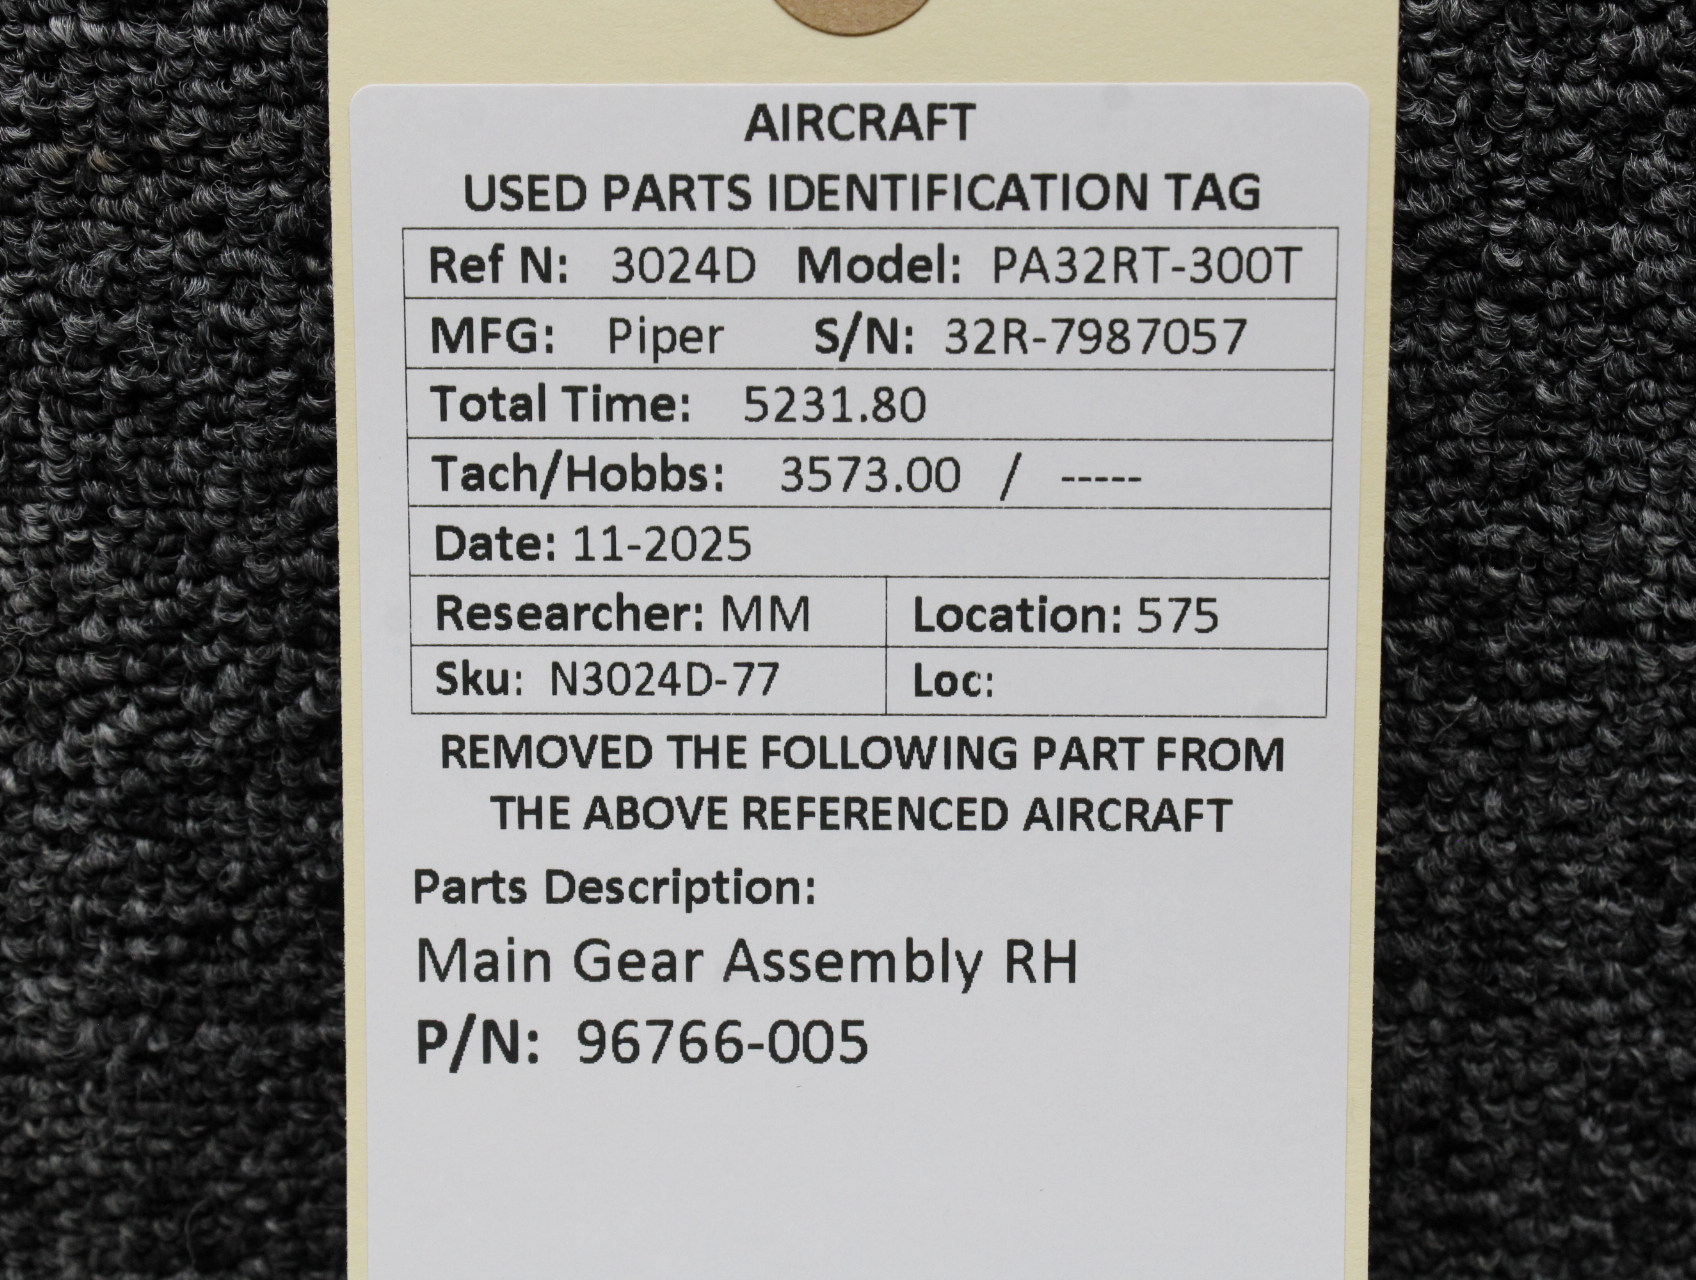 AIRCRAFT
USED PARTS IDENTIFICATION TAG
Ref N: 3024D Model: PA32RT-300T
MFG: Piper S/N: 32R-7987057
Total Time: 5231.80
Tach/Hobbs: 3573.00 / -----
Date: 11-2025
Researcher: MM Location: 575
Sku: N3024D-77 Loc:
REMOVED THE FOLLOWING PART FROM
THE ABOVE REFERENCED AIRCRAFT
Parts Description:
Main Gear Assembly RH
P/N: 96766-005